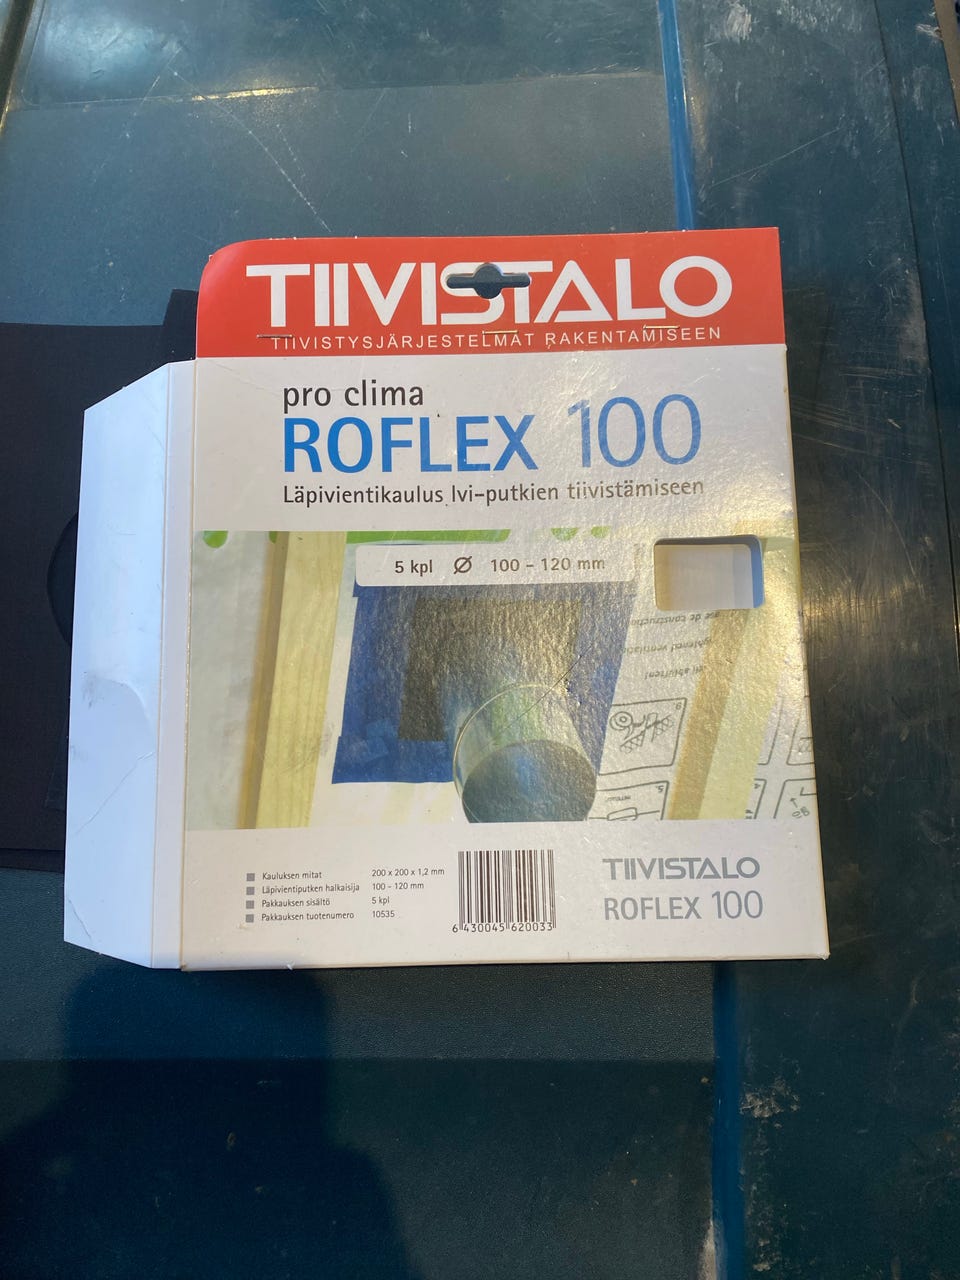 TIIVISTALO
TIIVISTYSJÄRJESTELMÄT RAKENTAMISEEN
pro clima
ROFLEX 100
Läpivientikaulus lvi-putkien tiivistämiseen
5 kpl Ø 100 - 120 mm
Kauluksen mitat 200 x 200 x 1,2 mm
Läpivientiputken halkaisija 100 - 120 mm
Pakkauksen sisältö 5 kpl
Pakkauksen tuotenumero 10535
6 430045 620033
TIIVISTALO
ROFLEX 100